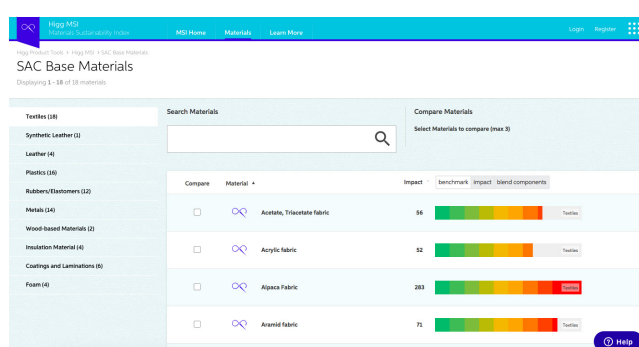 Higg MSI
Materials Sustainability Index
MSI Home Materials Learn More
Login Register
Higg Product Tools > Higg MSI > SAC Base Materials
SAC Base Materials
Displaying 1 - 18 of 18 materials
Textiles (18)
Synthetic Leather (1)
Leather (4)
Plastics (16)
Rubbers/Elastomers (12)
Metals (14)
Wood-based Materials (2)
Insulation Material (4)
Coatings and Laminations (6)
Foam (4)
Search Materials
Compare Materials
Select Materials to compare (max 3)
Compare Material Impact benchmark impact blend components
Acetate, Triacetate fabric 56 Textiles
Acrylic fabric 52 Textiles
Alpaca Fabric 283 Textiles
Aramid fabric 71 Textiles
Help